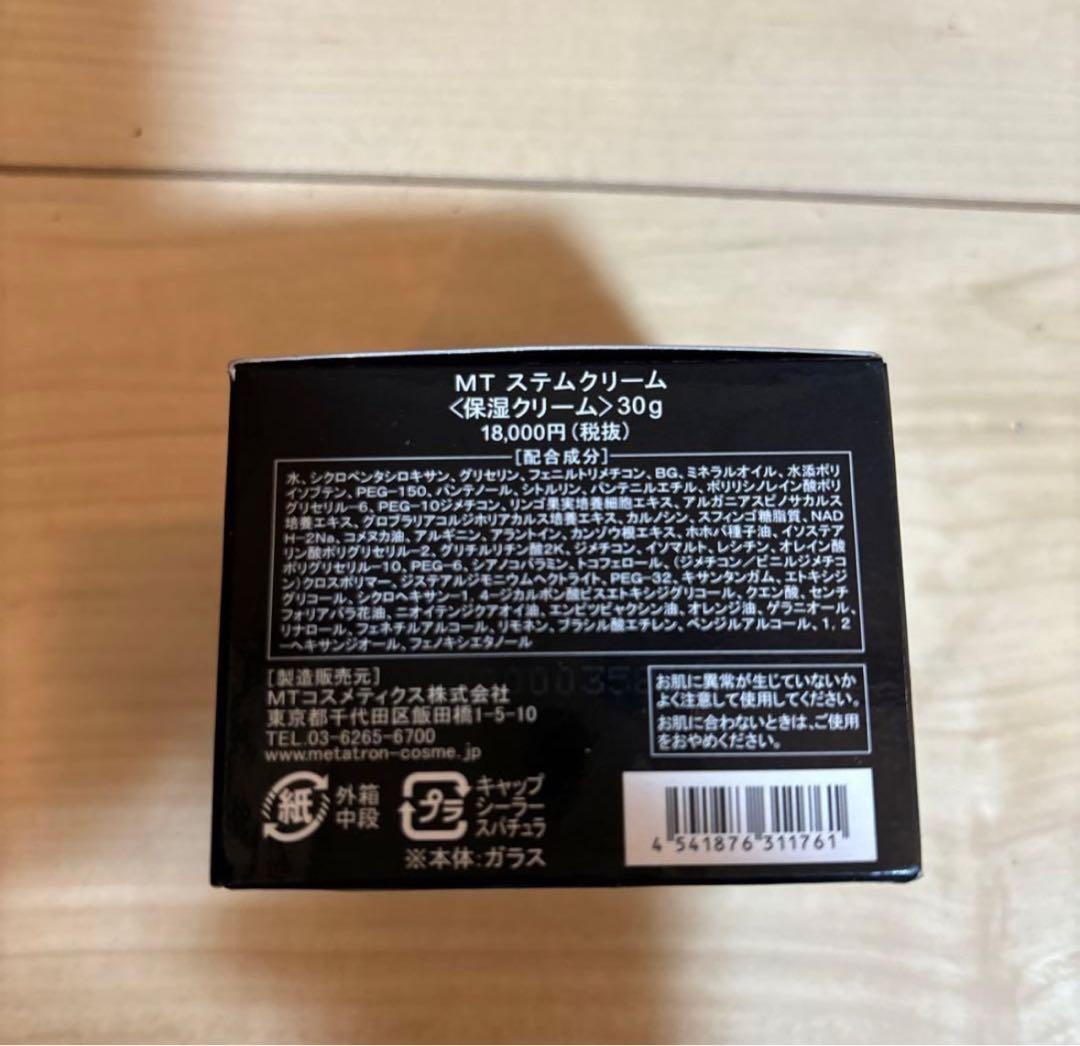 MT ステムクリーム
〈保湿クリーム〉30g
18,000円(税抜)
[配合成分]
水、シクロペンタシロキサン、グリセリン、フェニルトリメチコン、BG、ミネラルオイル、水添ポリ
イソブテン、PEG-150、パンテノール、シトルリン、パンテニルエチル、ポリリシノレイン酸ポリ
グリセリル-6、PEG-10ジメチコン、リンゴ果実培養細胞エキス、アルガニアスピノサカルス
培養エキス、グロブラリアコルジホリアカルス培養エキス、カルノシン、スフィンゴ糖脂質、NAD
H-2Na、コメヌカ油、アルギニン、アラントイン、カンゾウ根エキス、ホホバ種子油、イソステア
リン酸ポリグリセリル-2、グリチルリチン酸2K、ジメチコン、イソマルト、レシチン、オレイン酸
ポリグリセリル-10、PEG-6、シアノコバラミン、トコフェロール、(ジメチコン/ビニルジメチコ
ン)クロスポリマー、ジステアルジモニウムヘクトライト、PEG-32、キサンタンガム、エトキシジ
グリコール、シクロヘキサン-1, 4-ジカルボン酸ビスエトキシジグリコール、クエン酸、センチ
フォリアバラ花油、ニオイテンジクアオイ油、エンピツビャクシン油、オレンジ油、ゲラニオール、
リナロール、フェネチルアルコール、リモネン、ブラシル酸エチレン、ベンジルアルコール、1, 2
-ヘキサンジオール、フェノキシエタノール
[製造販売元]
MTコスメティクス株式会社
東京都千代田区飯田橋1-5-10
TEL.03-6265-6700
www.metatron-cosme.jp
お肌に異常が生じていないか
よく注意して使用してください。
お肌に合わないときは、ご使用
をおやめください。
紙 外箱
中段
プラ キャップ
シーラー
スパチュラ
※本体:ガラス
4 541876 311761